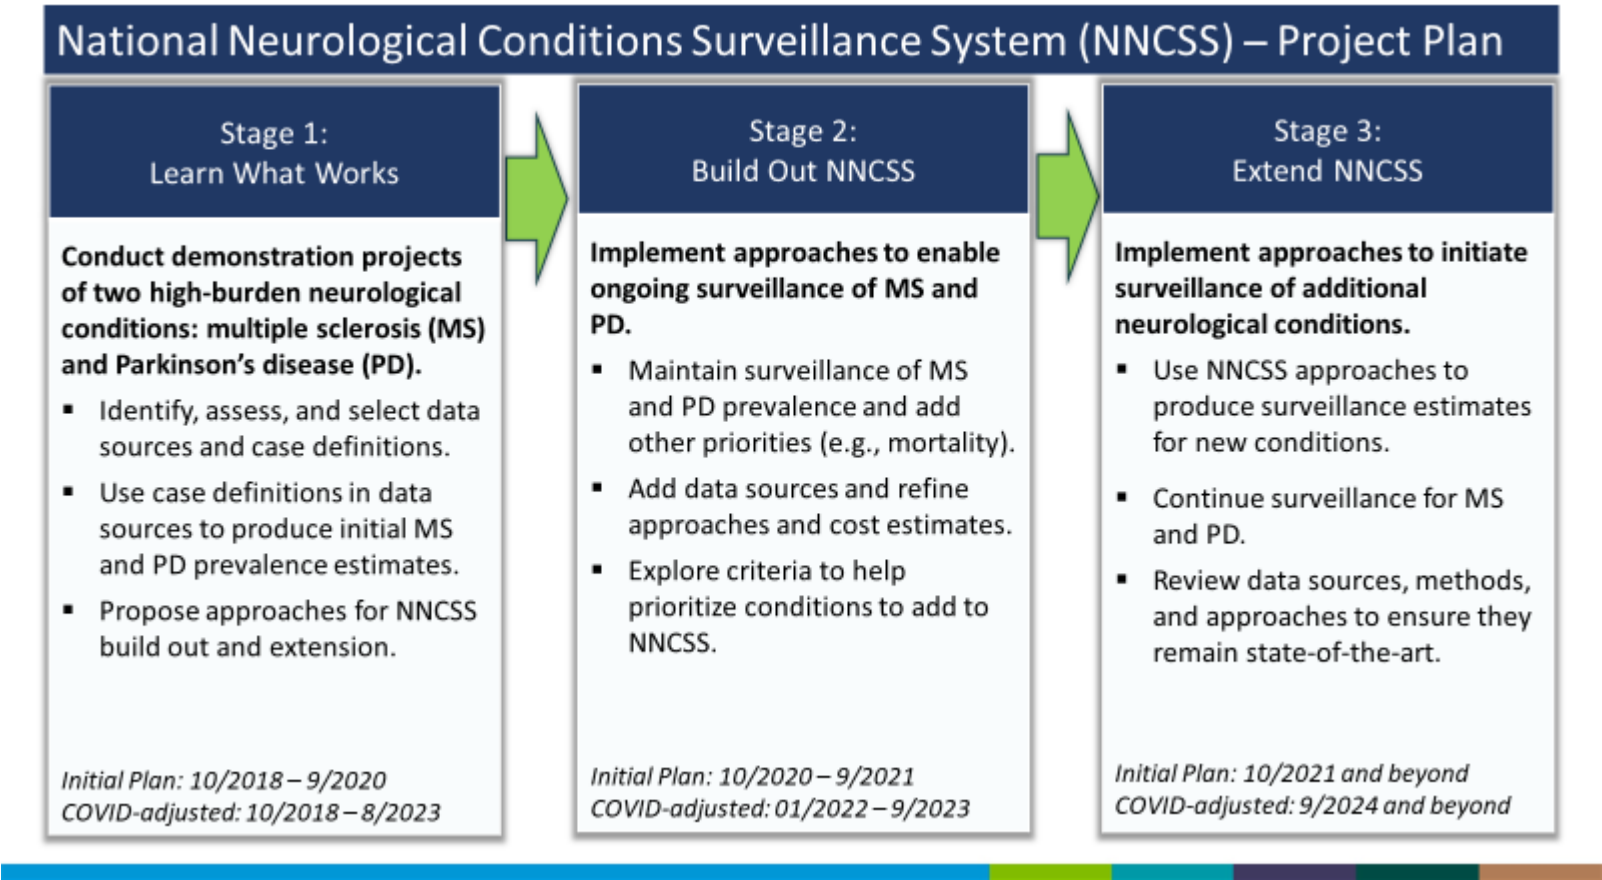 National Neurological Conditions Surveillance System (NNCSS) – Project Plan
Stage 1:
Learn What Works
Conduct demonstration projects
of two high-burden neurological
conditions: multiple sclerosis (MS)
and Parkinson's disease (PD).
▪ Identify, assess, and select data
sources and case definitions.
▪ Use case definitions in data
sources to produce initial MS
and PD prevalence estimates.
▪ Propose approaches for NNCSS
build out and extension.
Initial Plan: 10/2018 – 9/2020
COVID-adjusted: 10/2018 – 8/2023
Stage 2:
Build Out NNCSS
Implement approaches to enable
ongoing surveillance of MS and
PD.
▪ Maintain surveillance of MS
and PD prevalence and add
other priorities (e.g., mortality).
▪ Add data sources and refine
approaches and cost estimates.
▪ Explore criteria to help
prioritize conditions to add to
NNCSS.
Initial Plan: 10/2020 – 9/2021
COVID-adjusted: 01/2022 – 9/2023
Stage 3:
Extend NNCSS
Implement approaches to initiate
surveillance of additional
neurological conditions.
▪ Use NNCSS approaches to
produce surveillance estimates
for new conditions.
▪ Continue surveillance for MS
and PD.
▪ Review data sources, methods,
and approaches to ensure they
remain state-of-the-art.
Initial Plan: 10/2021 and beyond
COVID-adjusted: 9/2024 and beyond